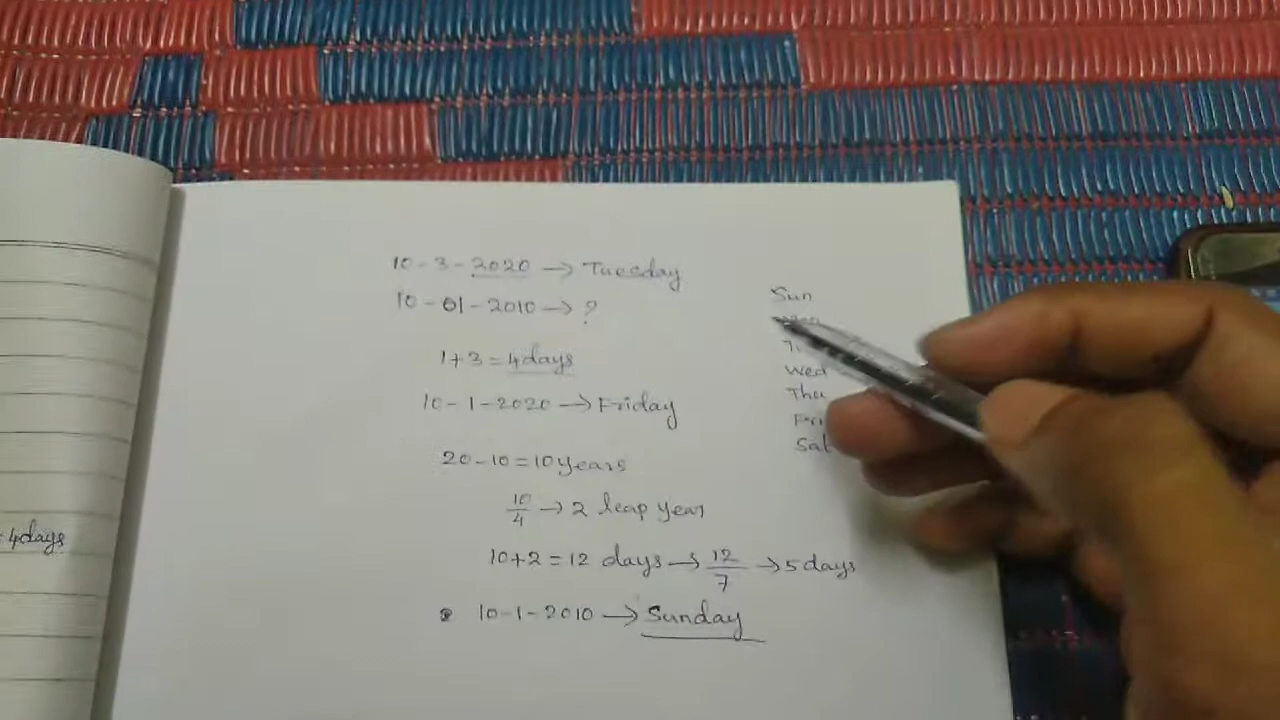 10-3-2020 → Tuesday
10-01-2010 → ?
1+3 = 4days
10-1-2020 → Friday
20-10 = 10years
10/4 → 2 leap year
10+2 = 12 days → 12/7 → 5 days
10-1-2010 → Sunday
Sun
Wed
Thu
Fri
Sat
= 4days